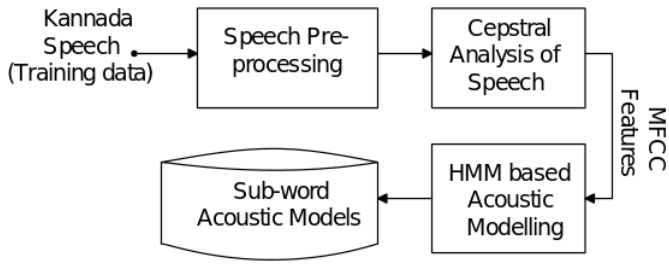 Kannada
Speech
(Training data)
Speech Pre-
processing
Cepstral
Analysis of
Speech
MFCC
Features
HMM based
Acoustic
Modelling
Sub-word
Acoustic Models